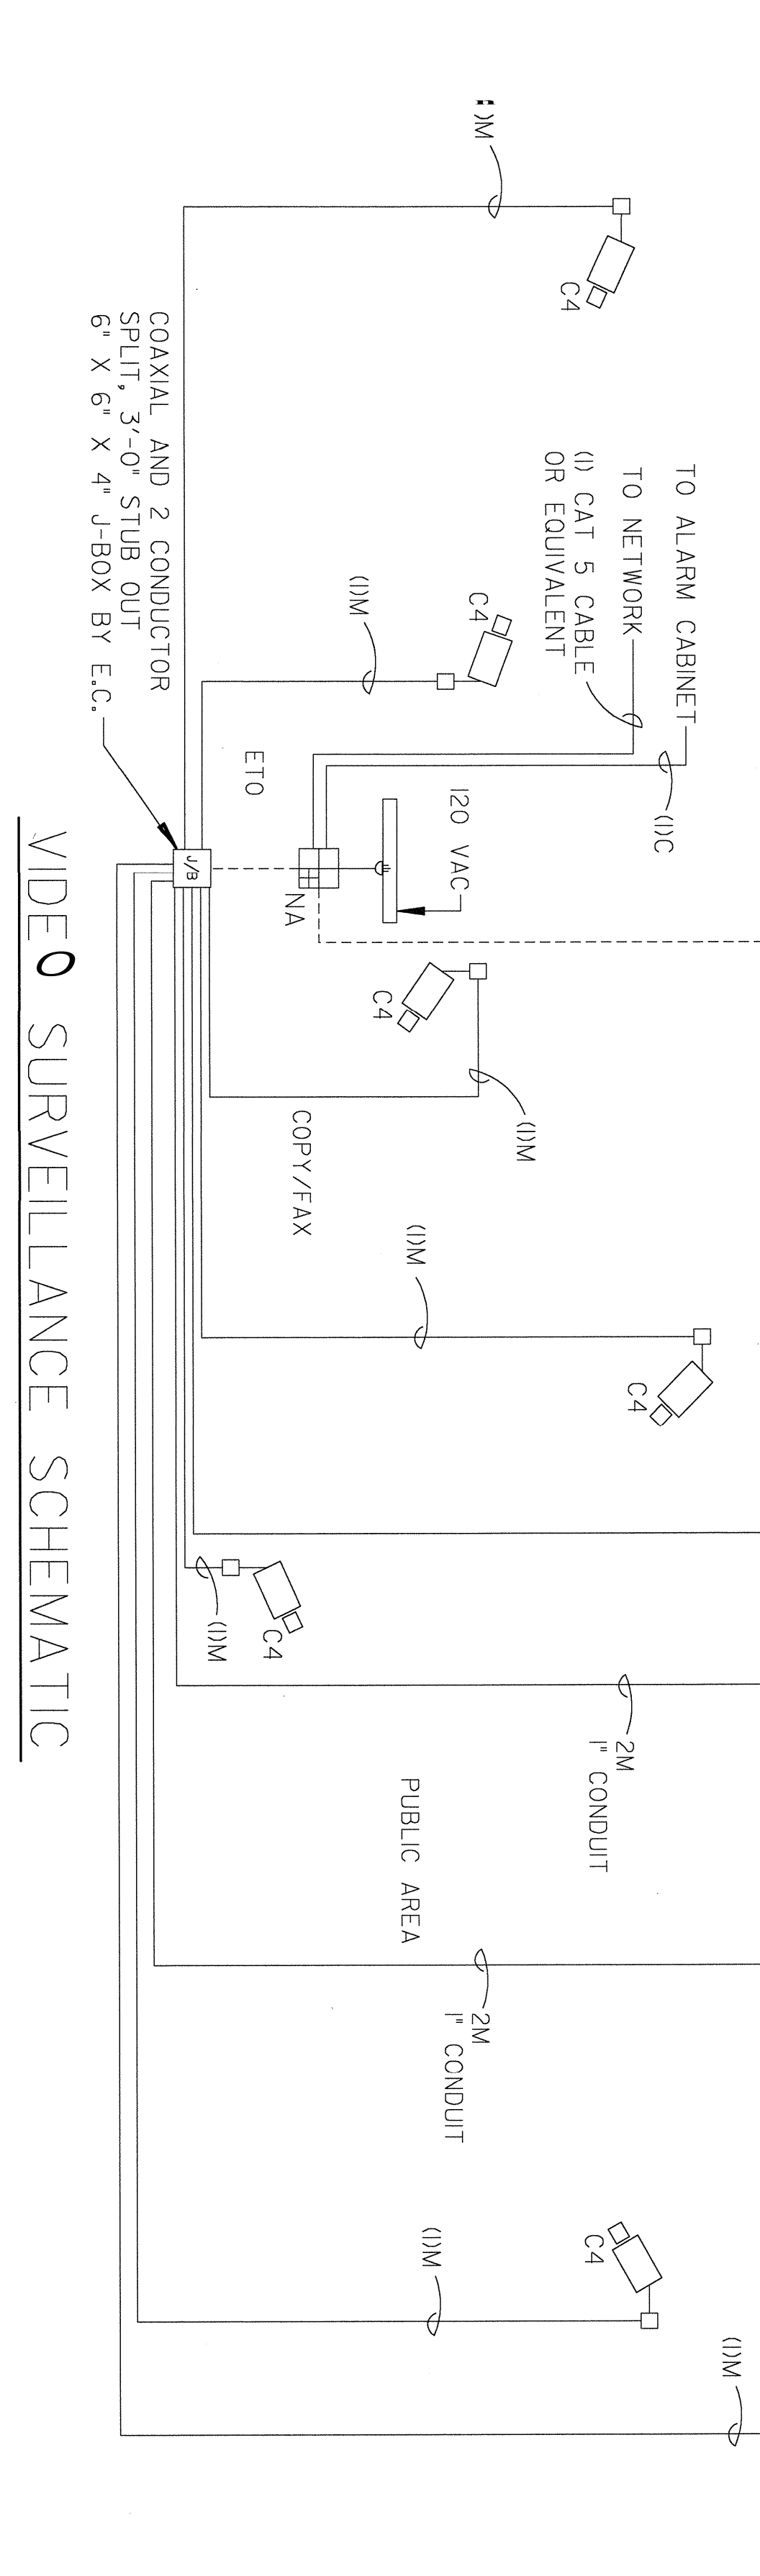 )M
C4
TO ALARM CABINET
TO NETWORK
(1) CAT 5 CABLE
OR EQUIVALENT
(1)C
C4
(1)M
120 VAC
ETO
NA
J/B
COAXIAL AND 2 CONDUCTOR
SPLIT, 3'-0" STUB OUT
6" X 6" X 4" J-BOX BY E.C.
C4
(1)M
COPY/FAX
(1)M
C4
C4
(1)M
2M
1" CONDUIT
PUBLIC AREA
2M
1" CONDUIT
C4
(1)M
(1)M
VIDEO SURVEILLANCE SCHEMATIC